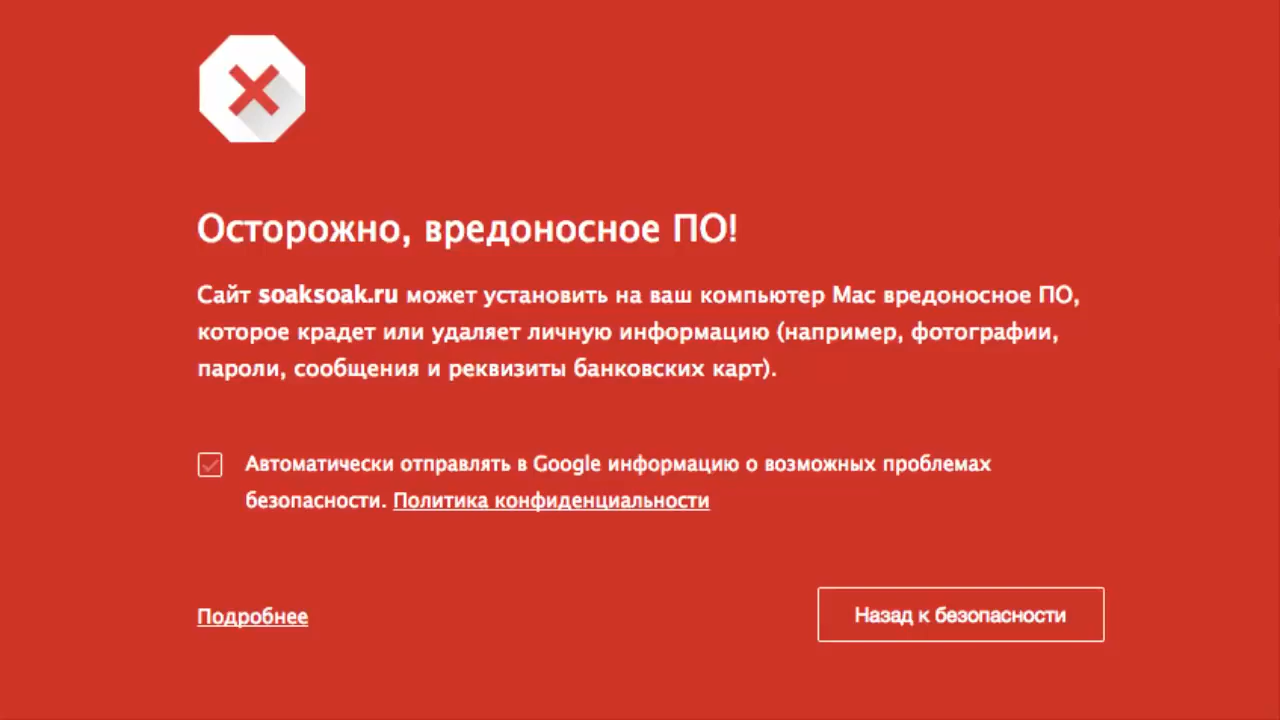 Осторожно, вредоносное ПО!
Сайт soaksoak.ru может установить на ваш компьютер Mac вредоносное ПО,
которое крадет или удаляет личную информацию (например, фотографии,
пароли, сообщения и реквизиты банковских карт).
Автоматически отправлять в Google информацию о возможных проблемах
безопасности. Политика конфиденциальности
Подробнее
Назад к безопасности